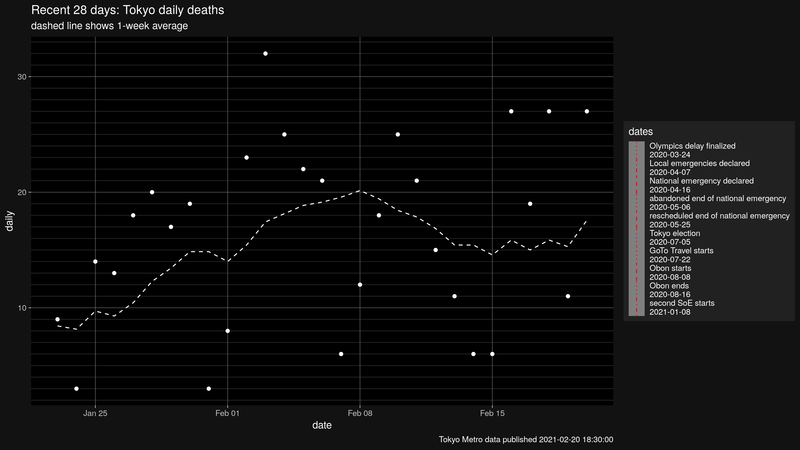 Recent 28 days: Tokyo daily deaths
dashed line shows 1-week average
30
20
10
daily
Jan 25
Feb 01
Feb 08
Feb 15
date
Tokyo Metro data published 2021-02-20 18:30:00
dates
Olympics delay finalized
2020-03-24
Local emergencies declared
2020-04-07
National emergency declared
2020-04-16
abandoned end of national emergency
2020-05-06
rescheduled end of national emergency
2020-05-25
Tokyo election
2020-07-05
GoTo Travel starts
2020-07-22
Obon starts
2020-08-08
Obon ends
2020-08-16
second SoE starts
2021-01-08